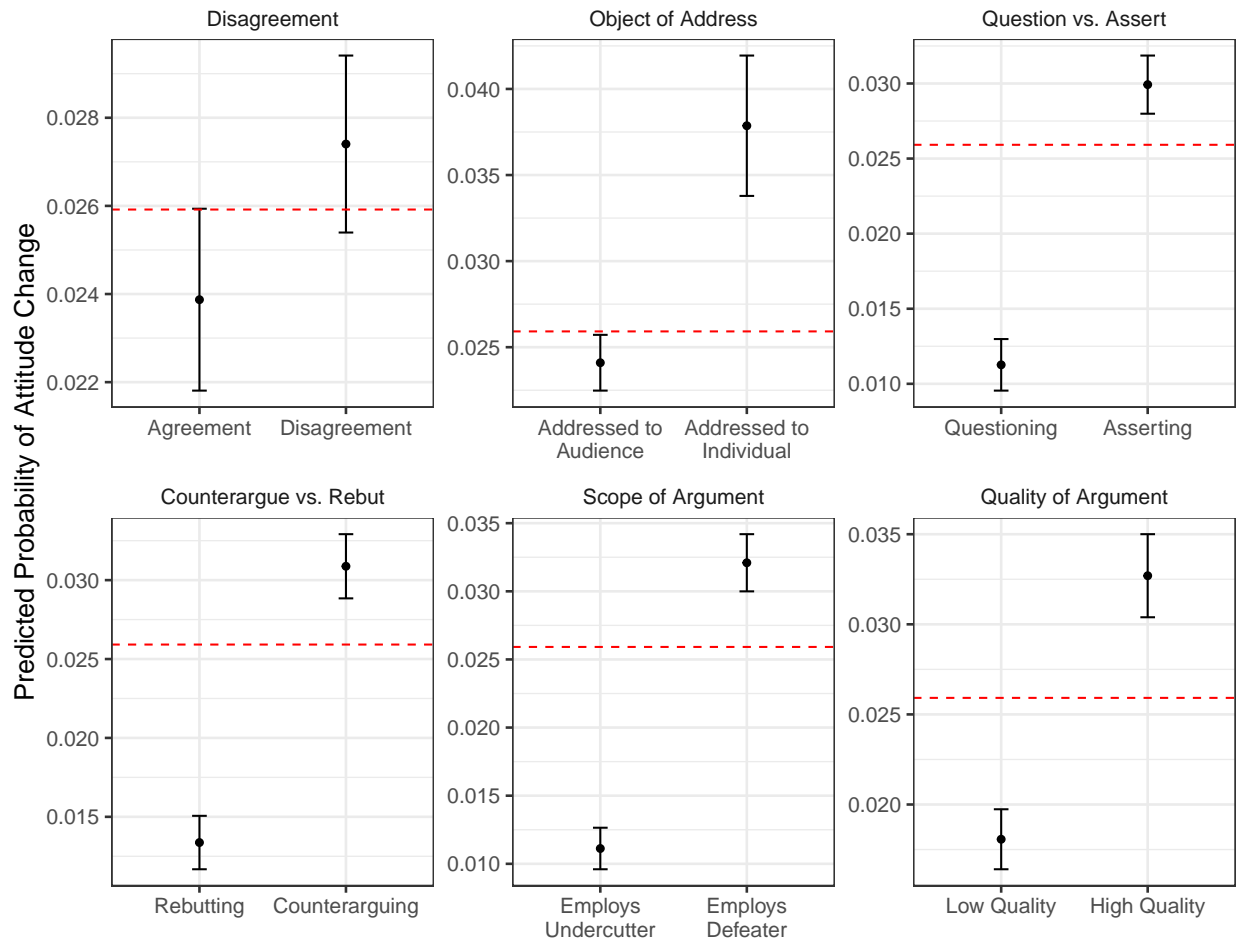 Predicted Probability of Attitude Change
Disagreement
0.028
0.026
0.024
0.022
Agreement Disagreement
Object of Address
0.040
0.035
0.030
0.025
Addressed to Addressed to
Audience Individual
Question vs. Assert
0.030
0.025
0.020
0.015
0.010
Questioning Asserting
Counterargue vs. Rebut
0.030
0.025
0.020
0.015
Rebutting Counterarguing
Scope of Argument
0.035
0.030
0.025
0.020
0.015
0.010
Employs Employs
Undercutter Defeater
Quality of Argument
0.035
0.030
0.025
0.020
Low Quality High Quality